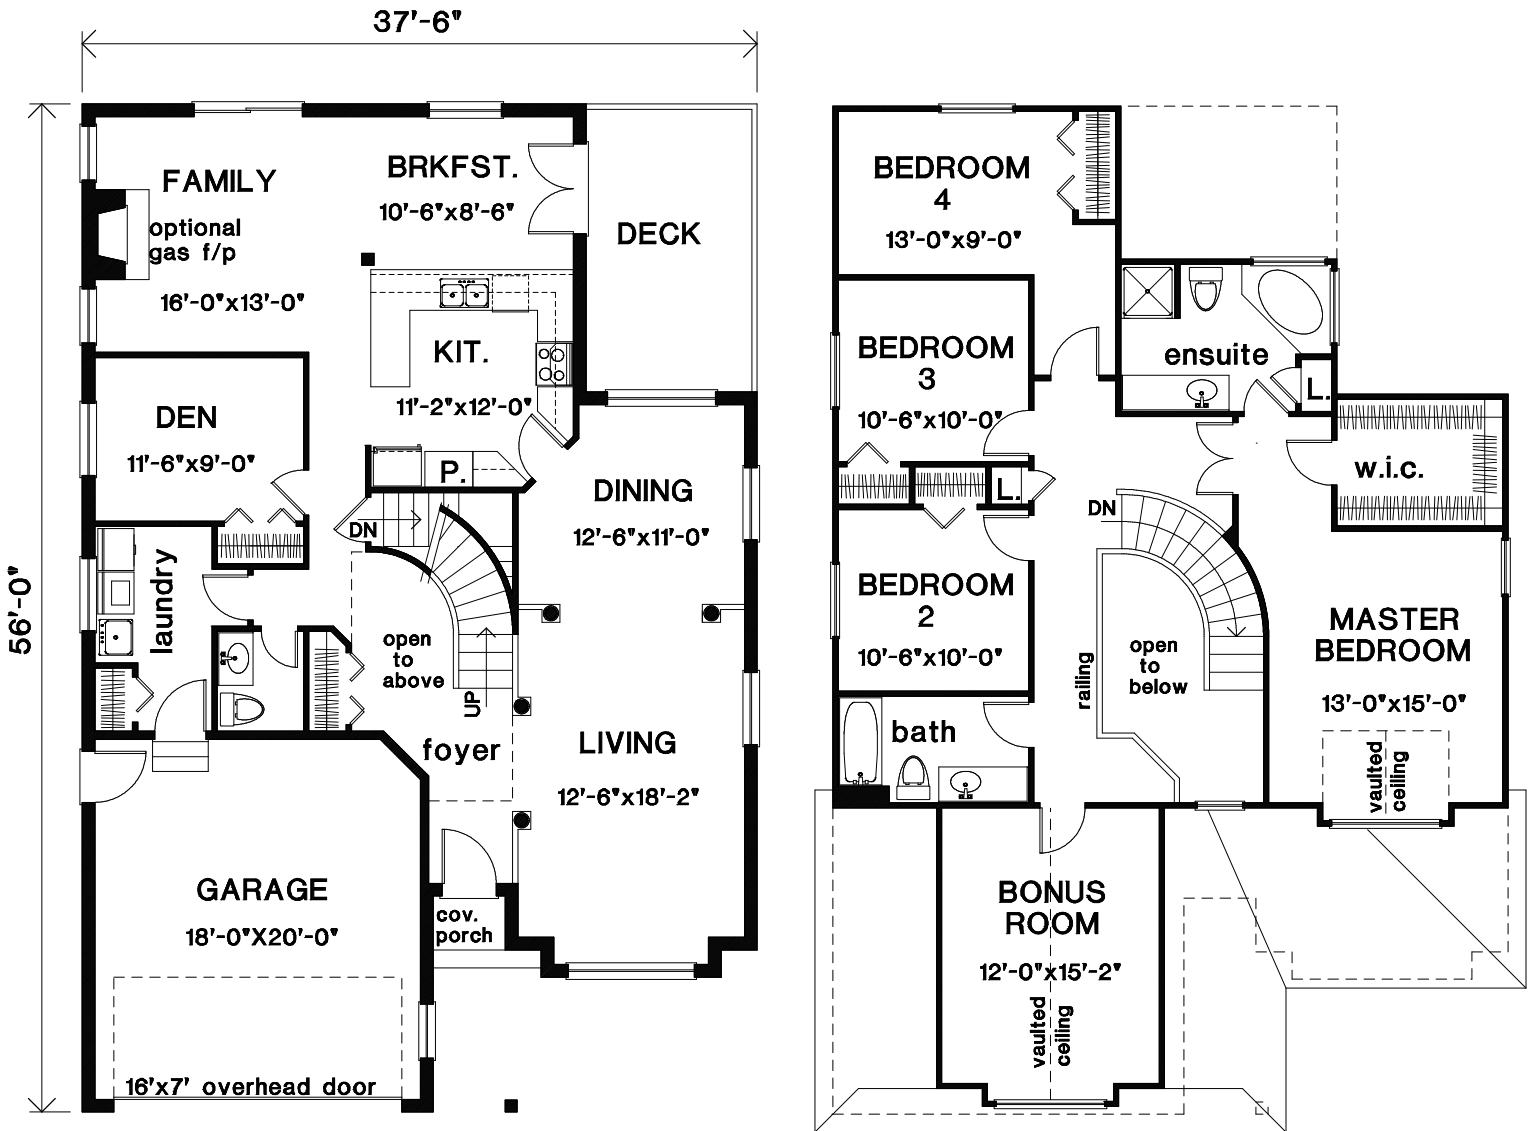 37'-6"
56'-0"
FAMILY
optional
gas f/p
16'-0"x13'-0"
BRKFST.
10'-6"x8'-6"
DECK
KIT.
11'-2"x12'-0"
DEN
11'-6"x9'-0"
P.
DN
DINING
12'-6"x11'-0"
laundry
open
to
above
UP
foyer
LIVING
12'-6"x18'-2"
GARAGE
18'-0"X20'-0"
cov.
porch
16'x7' overhead door
BEDROOM
4
13'-0"x9'-0"
BEDROOM
3
10'-6"x10'-0"
ensuite
L.
w.i.c.
L.
DN
BEDROOM
2
10'-6"x10'-0"
railing
open
to
below
MASTER
BEDROOM
13'-0"x15'-0"
vaulted
ceiling
bath
BONUS
ROOM
12'-0"x15'-2"
vaulted
ceiling